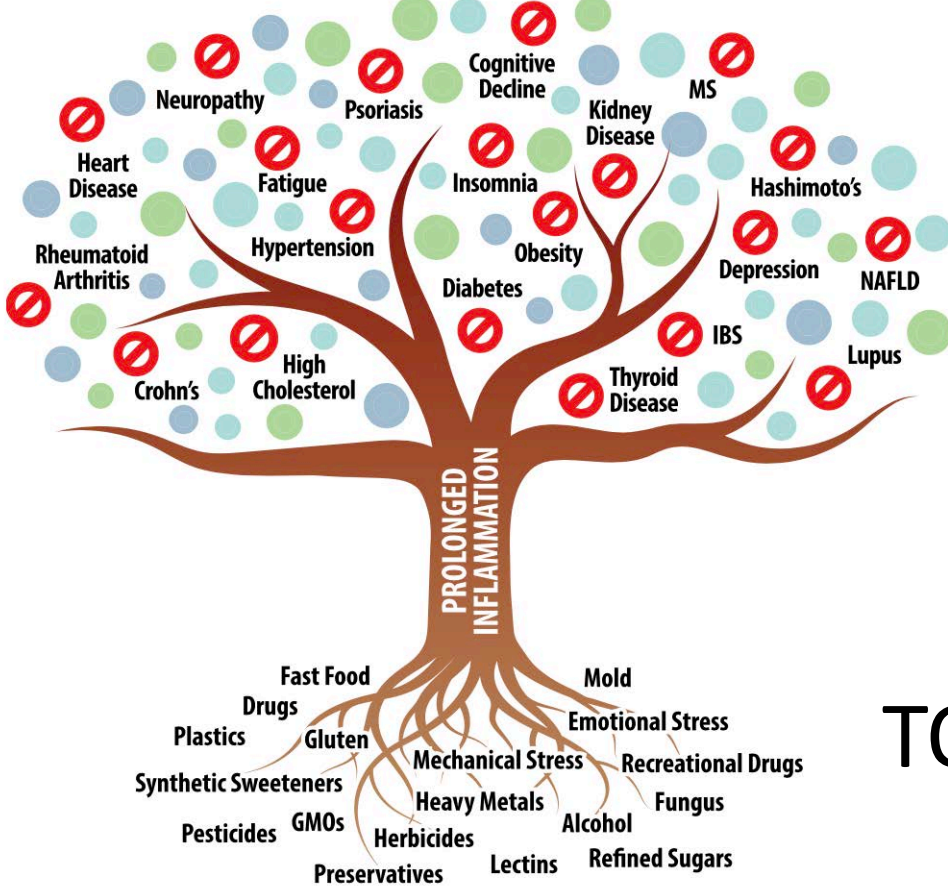 Cognitive
Decline
Neuropathy
Psoriasis
MS
Kidney
Disease
Heart
Disease
Fatigue
Insomnia
Hashimoto's
Hypertension
Obesity
Rheumatoid
Arthritis
Depression
NAFLD
Diabetes
IBS
Lupus
Crohn's
High
Cholesterol
Thyroid
Disease
PROLONGED
INFLAMMATION
Fast Food
Mold
Drugs
Emotional Stress
Plastics
Gluten
Mechanical Stress
Recreational Drugs
Synthetic Sweeteners
Heavy Metals
Fungus
Pesticides
GMOs
Herbicides
Alcohol
Preservatives
Lectins
Refined Sugars